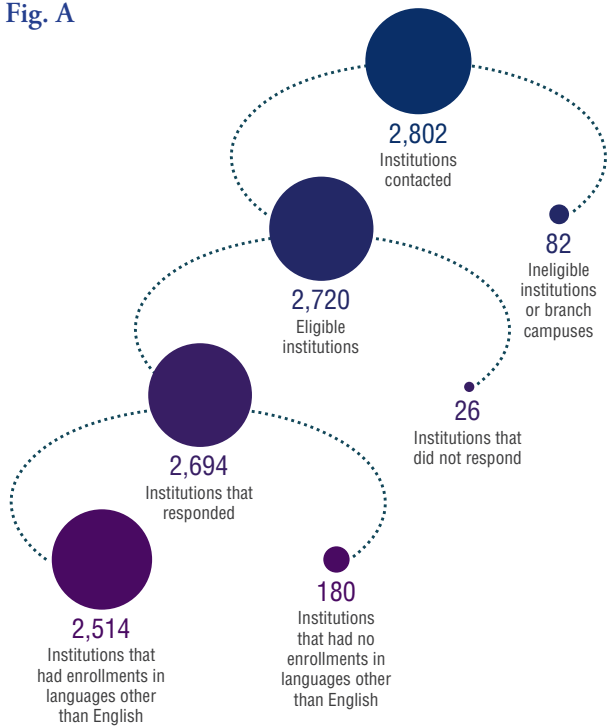 Fig. A
2,802
Institutions
contacted
82
Ineligible
institutions
or branch
campuses
2,720
Eligible
institutions
26
Institutions that
did not respond
2,694
Institutions that
responded
180
Institutions
that had no
enrollments in
languages other
than English
2,514
Institutions that
had enrollments in
languages other
than English